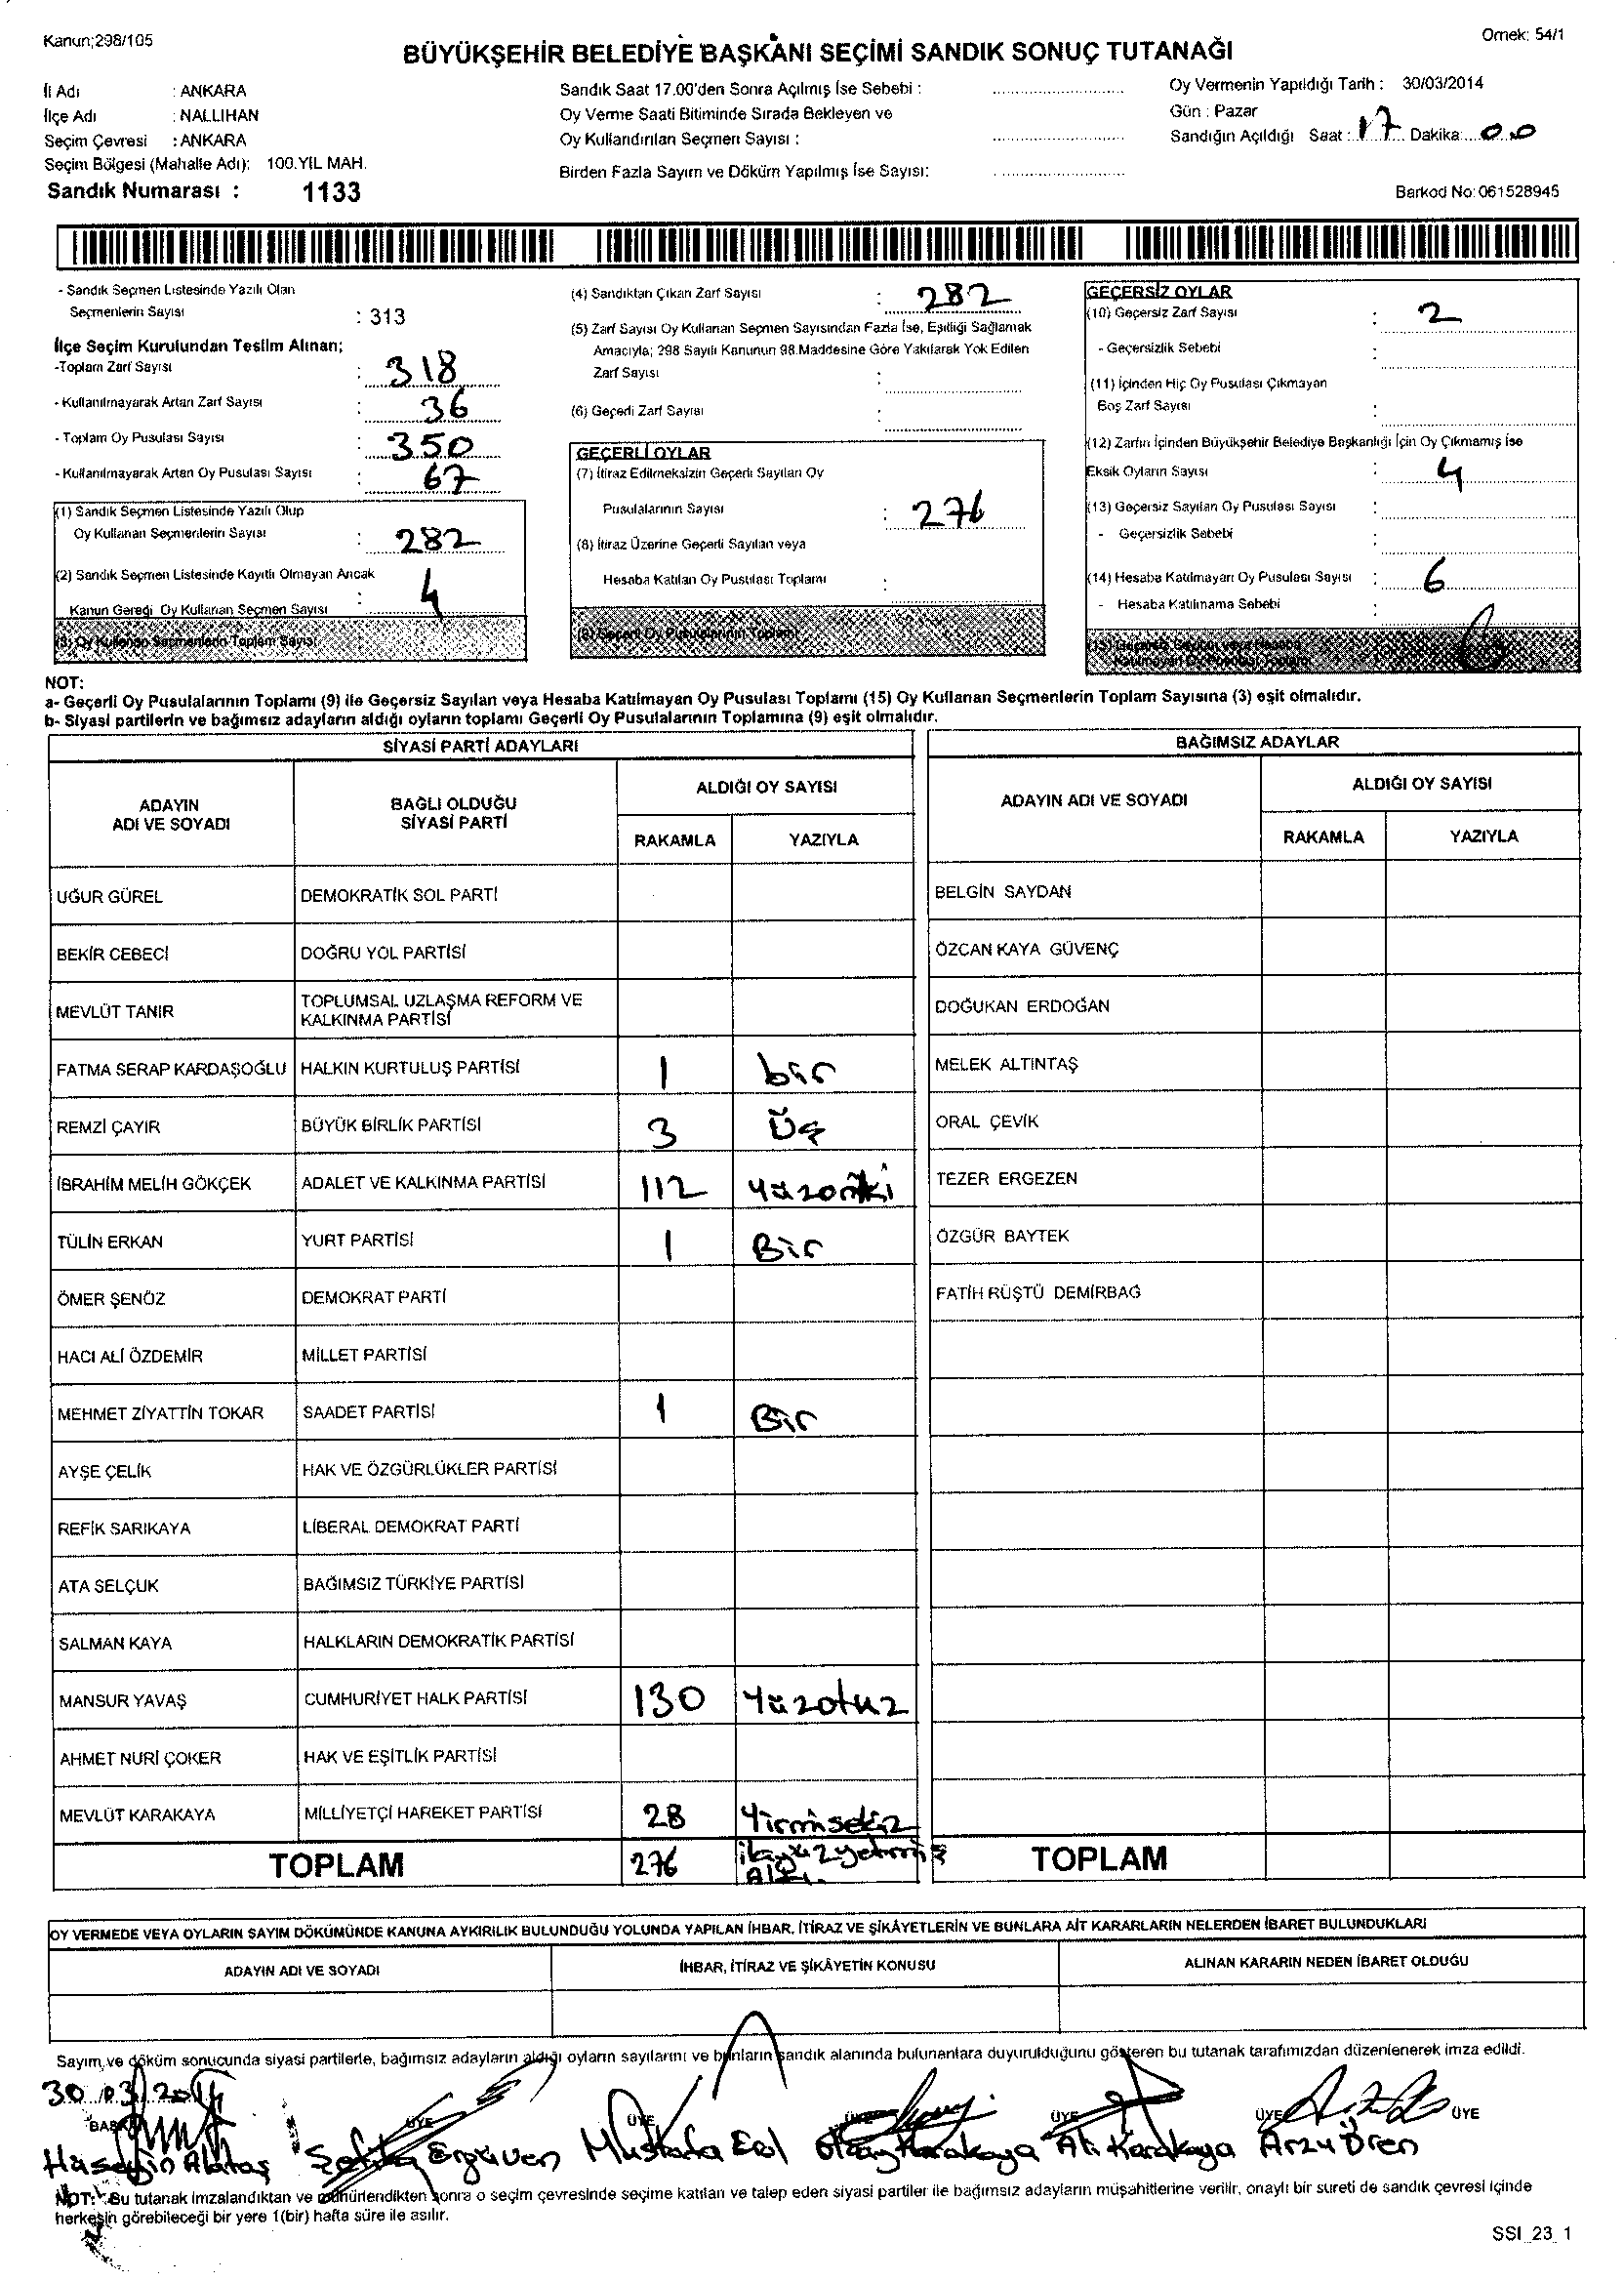 Kanun;298/105
Örnek: 54/1
BÜYÜKŞEHİR BELEDİYE BAŞKANI SEÇİMİ SANDIK SONUÇ TUTANAĞI
İl Adı : ANKARA
İlçe Adı : NALLIHAN
Seçim Çevresi : ANKARA
Seçim Bölgesi (Mahalle Adı): 100.YIL MAH.
Sandık Numarası : 1133
Sandık Saat 17.00'den Sonra Açılmış İse Sebebi :
Oy Verme Saati Bitiminde Sırada Bekleyen ve
Oy Kullandırılan Seçmen Sayısı :
Birden Fazla Sayım ve Döküm Yapılmış İse Sayısı:
Oy Vermenin Yapıldığı Tarih : 30/03/2014
Gün : Pazar
Sandığın Açıldığı Saat : 17 Dakika: 00
Barkod No: 061528945
- Sandık Seçmen Listesinde Yazılı Olan
Seçmenlerin Sayısı : 313
İlçe Seçim Kurulundan Teslim Alınan;
-Toplam Zarf Sayısı : 318
- Kullanılmayarak Artan Zarf Sayısı : 36
- Toplam Oy Pusulası Sayısı : 350
- Kullanılmayarak Artan Oy Pusulası Sayısı : 67
(1) Sandık Seçmen Listesinde Yazılı Olup
Oy Kullanan Seçmenlerin Sayısı : 282
(2) Sandık Seçmen Listesinde Kayıtlı Olmayan Ancak
Kanun Gereği Oy Kullanan Seçmen Sayısı : 4
(3) Oy Kullanan Seçmenlerin Toplam Sayısı :
(4) Sandıktan Çıkan Zarf Sayısı : 282
(5) Zarf Sayısı Oy Kullanan Seçmen Sayısından Fazla İse, Eşitliği Sağlamak
Amacıyla; 298 Sayılı Kanunun 98.Maddesine Göre Yakılarak Yok Edilen
Zarf Sayısı :
(6) Geçerli Zarf Sayısı :
GEÇERLİ OYLAR
(7) İtiraz Edilmeksizin Geçerli Sayılan Oy
Pusulalarının Sayısı : 276
(8) İtiraz Üzerine Geçerli Sayılan veya
Hesaba Katılan Oy Pusulası Toplamı :
(9) Geçerli Oy Pusulalarının Toplamı
GEÇERSİZ OYLAR
(10) Geçersiz Zarf Sayısı : 2
- Geçersizlik Sebebi :
(11) İçinden Hiç Oy Pusulası Çıkmayan
Boş Zarf Sayısı :
(12) Zarfın İçinden Büyükşehir Belediye Başkanlığı İçin Oy Çıkmamış İse
Eksik Oyların Sayısı : 4
(13) Geçersiz Sayılan Oy Pusulası Sayısı :
- Geçersizlik Sebebi :
(14) Hesaba Katılmayan Oy Pusulası Sayısı : 6
- Hesaba Katılmama Sebebi :
(15) Geçersiz Sayılan veya Hesaba
Katılmayan Oy Pusulası Toplamı : 6
NOT:
a- Geçerli Oy Pusulalarının Toplamı (9) ile Geçersiz Sayılan veya Hesaba Katılmayan Oy Pusulası Toplamı (15) Oy Kullanan Seçmenlerin Toplam Sayısına (3) eşit olmalıdır.
b- Siyasi partilerin ve bağımsız adayların aldığı oyların toplamı Geçerli Oy Pusulalarının Toplamına (9) eşit olmalıdır.
SİYASİ PARTİ ADAYLARI
ADAYIN
ADI VE SOYADI
BAĞLI OLDUĞU
SİYASİ PARTİ
ALDIĞI OY SAYISI
RAKAMLA YAZIYLA
UĞUR GÜREL DEMOKRATİK SOL PARTİ
BEKİR CEBECİ DOĞRU YOL PARTİSİ
MEVLÜT TANIR TOPLUMSAL UZLAŞMA REFORM VE
KALKINMA PARTİSİ
FATMA SERAP KARDAŞOĞLU HALKIN KURTULUŞ PARTİSİ 1 bir
REMZİ ÇAYIR BÜYÜK BİRLİK PARTİSİ 3 Üç
İBRAHİM MELİH GÖKÇEK ADALET VE KALKINMA PARTİSİ 112 Yüzoniki
TÜLİN ERKAN YURT PARTİSİ 1 Bir
ÖMER ŞENÖZ DEMOKRAT PARTİ
HACI ALİ ÖZDEMİR MİLLET PARTİSİ
MEHMET ZİYATTİN TOKAR SAADET PARTİSİ 1 Bir
AYŞE ÇELİK HAK VE ÖZGÜRLÜKLER PARTİSİ
REFİK SARIKAYA LİBERAL DEMOKRAT PARTİ
ATA SELÇUK BAĞIMSIZ TÜRKİYE PARTİSİ
SALMAN KAYA HALKLARIN DEMOKRATİK PARTİSİ
MANSUR YAVAŞ CUMHURİYET HALK PARTİSİ 130 Yüzotuz
AHMET NURİ ÇOKER HAK VE EŞİTLİK PARTİSİ
MEVLÜT KARAKAYA MİLLİYETÇİ HAREKET PARTİSİ 28 Yirmisekiz
TOPLAM 276 ikiyüzyetmiş
Altı.
BAĞIMSIZ ADAYLAR
ADAYIN ADI VE SOYADI
ALDIĞI OY SAYISI
RAKAMLA YAZIYLA
BELGİN SAYDAN
ÖZCAN KAYA GÜVENÇ
DOĞUKAN ERDOĞAN
MELEK ALTINTAŞ
ORAL ÇEVİK
TEZER ERGEZEN
ÖZGÜR BAYTEK
FATİH RÜŞTÜ DEMİRBAĞ
TOPLAM
OY VERMEDE VEYA OYLARIN SAYIM DÖKÜMÜNDE KANUNA AYKIRILIK BULUNDUĞU YOLUNDA YAPILAN İHBAR, İTİRAZ VE ŞİKÂYETLERİN VE BUNLARA AİT KARARLARIN NELERDEN İBARET BULUNDUKLARI
ADAYIN ADI VE SOYADI İHBAR, İTİRAZ VE ŞİKÂYETİN KONUSU ALINAN KARARIN NEDEN İBARET OLDUĞU
Sayım ve döküm sonucunda siyasi partilerle, bağımsız adayların aldığı oyların sayılarını ve bunların sandık alanında bulunanlara duyurulduğunu gösteren bu tutanak tarafımızdan düzenlenerek imza edildi.
30.03/2014
BAŞKAN ÜYE ÜYE ÜYE ÜYE ÜYE ÜYE
Hüseyin Alataş Ergüven Mustafa Erol Olcay Karakaya Ali Karakaya Arzu Ören
NOT: Bu tutanak imzalandıktan ve mühürlendikten sonra o seçim çevresinde seçime katılan ve talep eden siyasi partiler ile bağımsız adayların müşahitlerine verilir, onaylı bir sureti de sandık çevresi içinde
herkesin görebileceği bir yere 1(bir) hafta süre ile asılır.
SSI_23_1